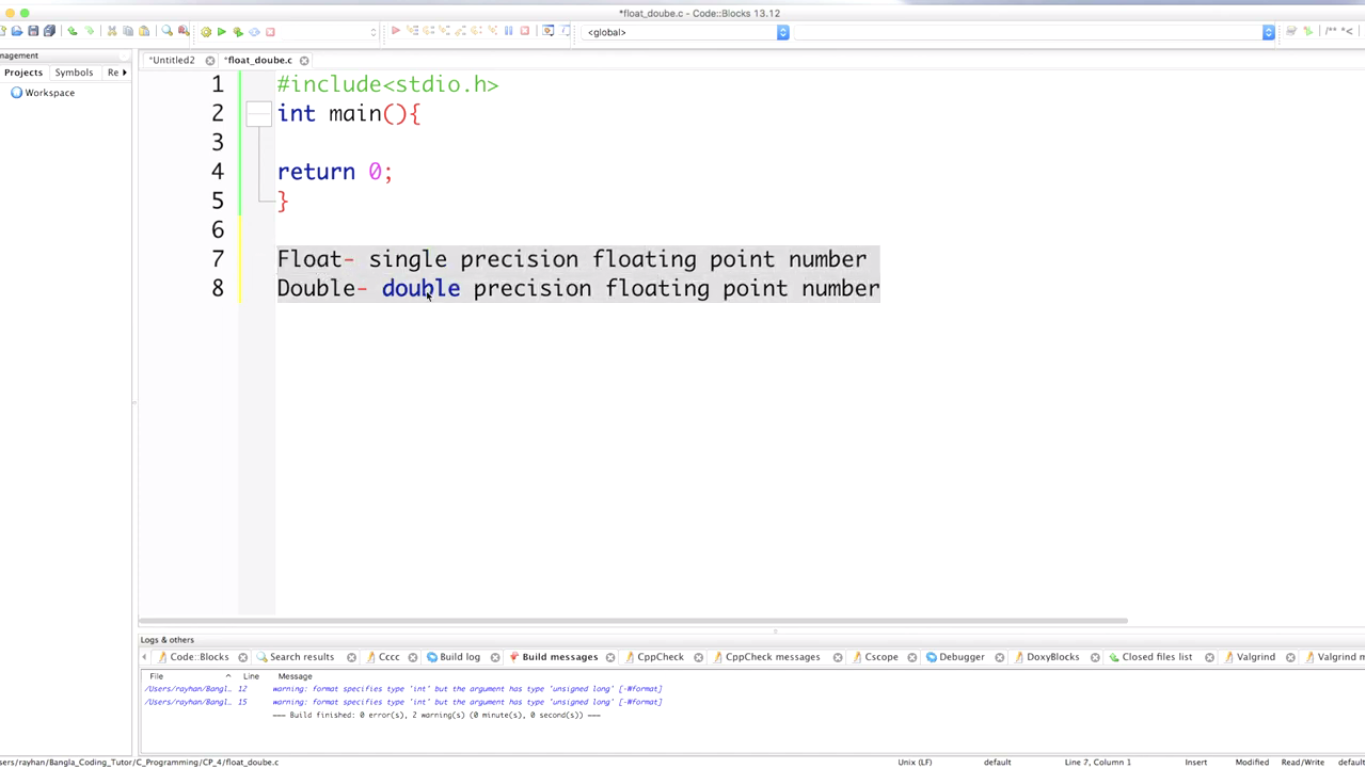 *float_doube.c - Code::Blocks 13.12
<global>
/** *<
management
*Untitled2 *float_doube.c
Projects Symbols Re
Workspace
1 #include<stdio.h>
2 int main(){
3
4 return 0;
5 }
6
7 Float- single precision floating point number
8 Double- double precision floating point number
Logs & others
Code::Blocks Search results Cccc Build log Build messages CppCheck CppCheck messages Cscope Debugger DoxyBlocks Closed files list Valgrind Valgrind m
File Line Message
/Users/rayhan/Bangl… 12 warning: format specifies type 'int' but the argument has type 'unsigned long' [-Wformat]
/Users/rayhan/Bangl… 15 warning: format specifies type 'int' but the argument has type 'unsigned long' [-Wformat]
=== Build finished: 0 error(s), 2 warning(s) (0 minute(s), 0 second(s)) ===
sers/rayhan/Bangla_Coding_Tutor/C_Programming/CP_4/float_doube.c Unix (LF) default Line 7, Column 1 Insert Modified Read/Write default